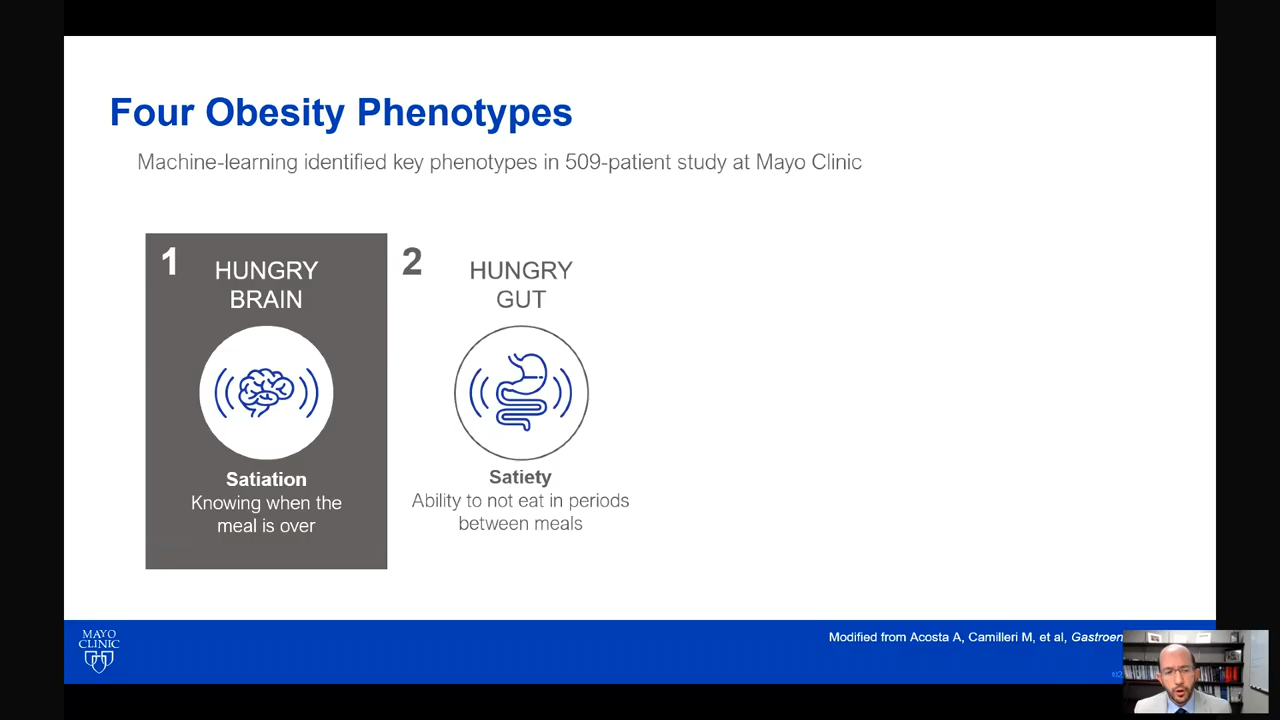 Four Obesity Phenotypes
Machine-learning identified key phenotypes in 509-patient study at Mayo Clinic
1
HUNGRY
BRAIN
Satiation
Knowing when the
meal is over
2
HUNGRY
GUT
Satiety
Ability to not eat in periods
between meals
MAYO
CLINIC
Modified from Acosta A, Camilleri M, et al,